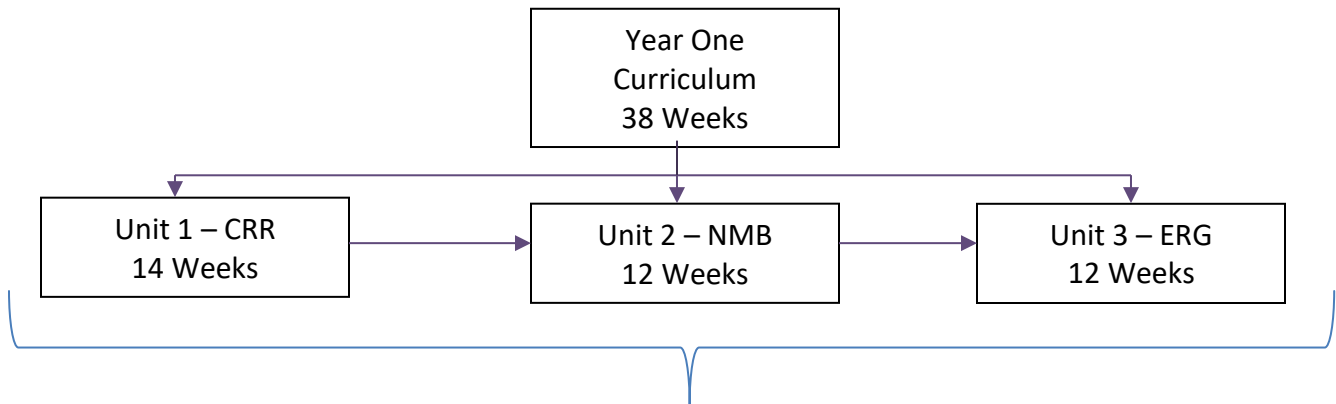 Year One
Curriculum
38 Weeks
Unit 1 – CRR
14 Weeks
Unit 2 – NMB
12 Weeks
Unit 3 – ERG
12 Weeks